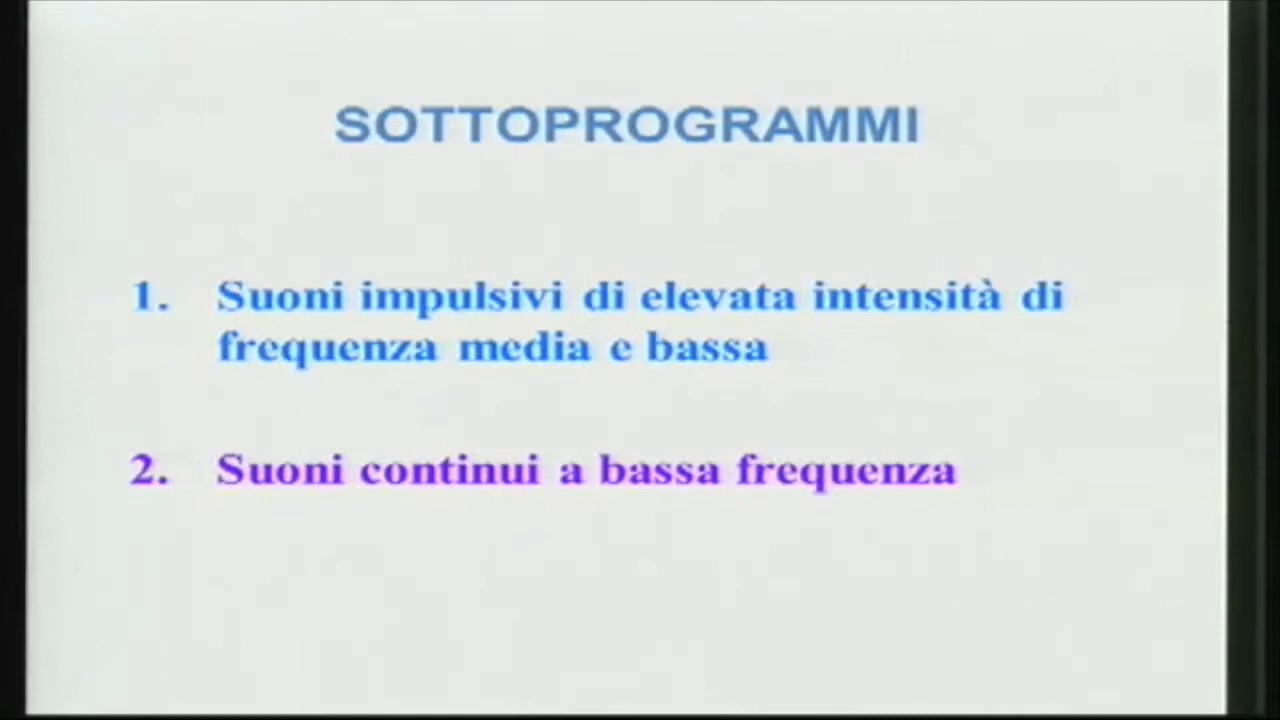 SOTTOPROGRAMMI
1. Suoni impulsivi di elevata intensità di
frequenza media e bassa
2. Suoni continui a bassa frequenza